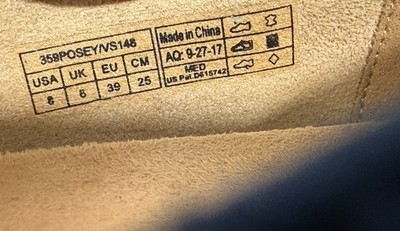 359POSEY/VS148
USA UK EU CM
8 6 39 25
Made in China
AQ: 9-27-17
MED
US Pat.D615742